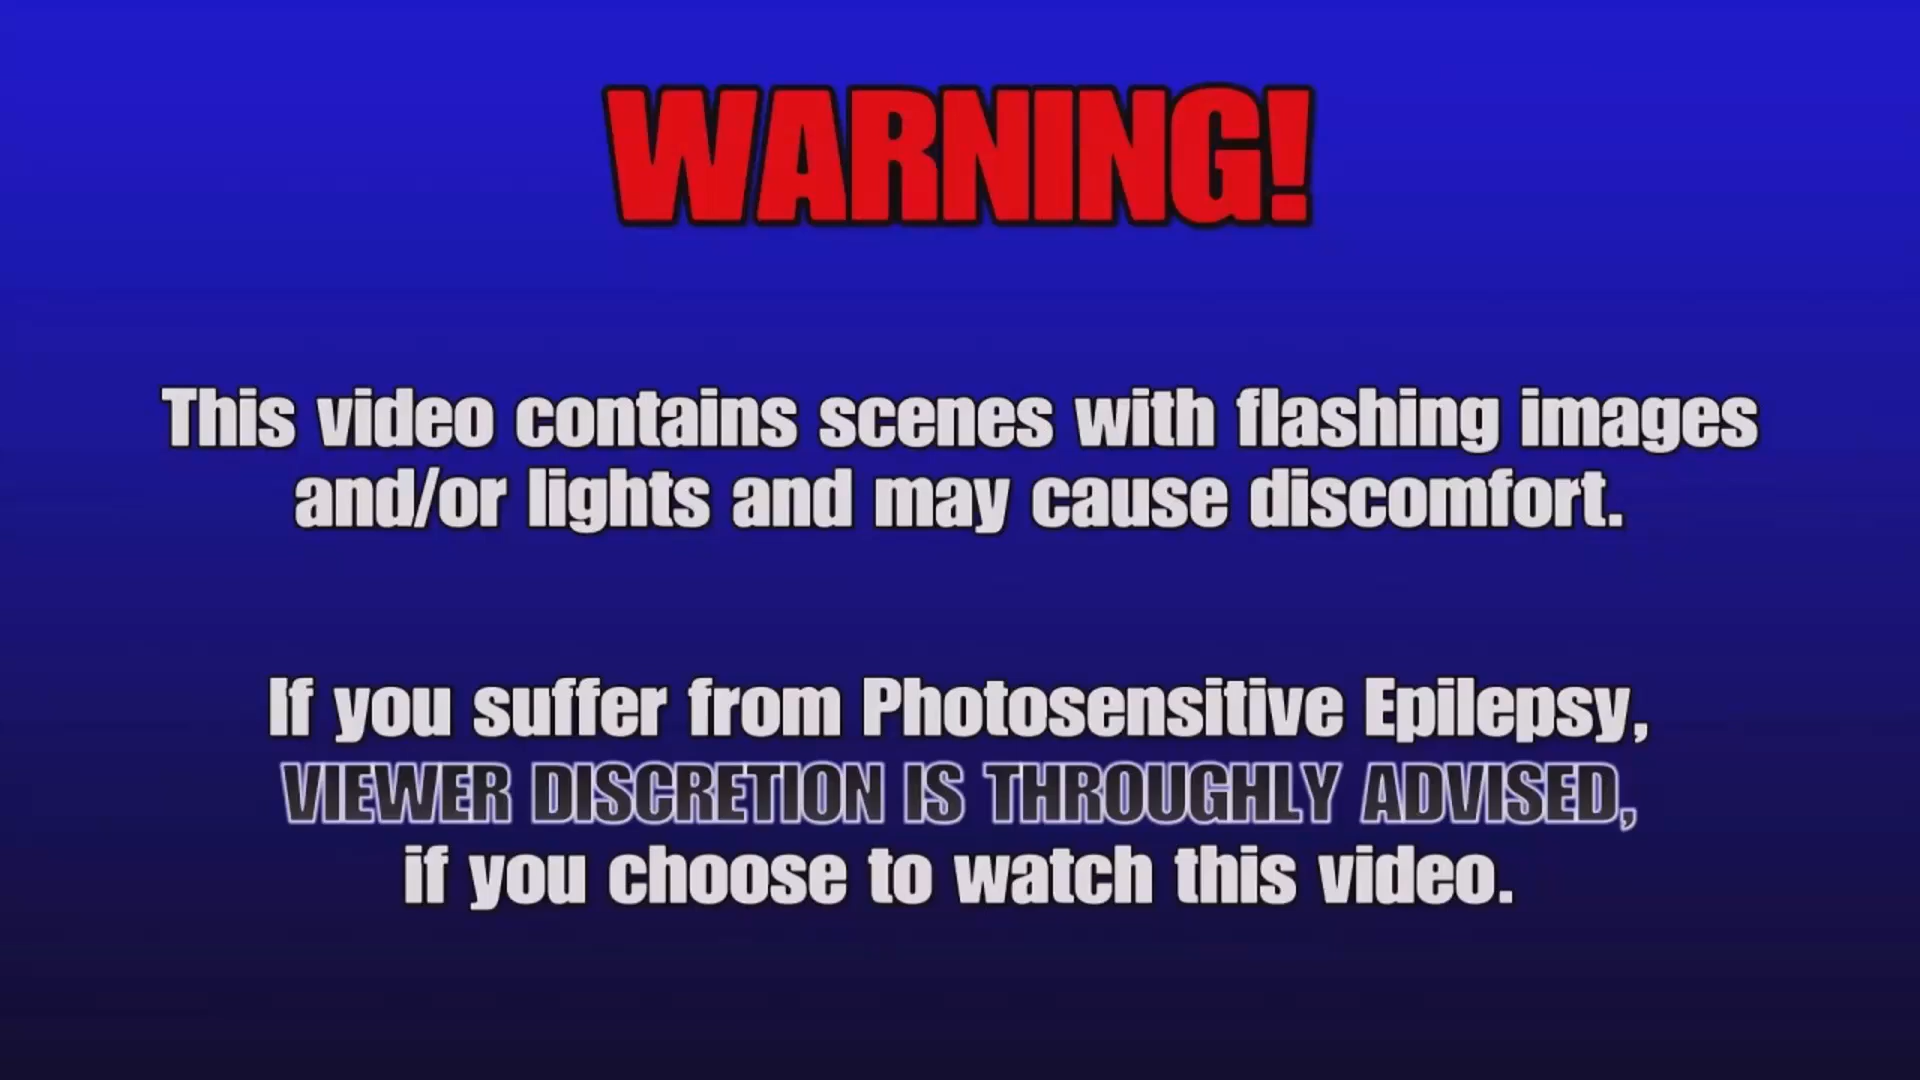 WARNING!
This video contains scenes with flashing images
and/or lights and may cause discomfort.
If you suffer from Photosensitive Epilepsy,
VIEWER DISCRETION IS THROUGHLY ADVISED,
if you choose to watch this video.